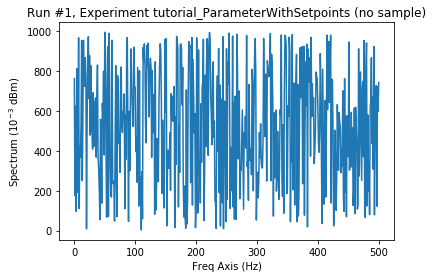 Run #1, Experiment tutorial_ParameterWithSetpoints (no sample)
1000
800
600
400
200
0
Spectrum (10⁻³ dBm)
0 100 200 300 400 500
Freq Axis (Hz)